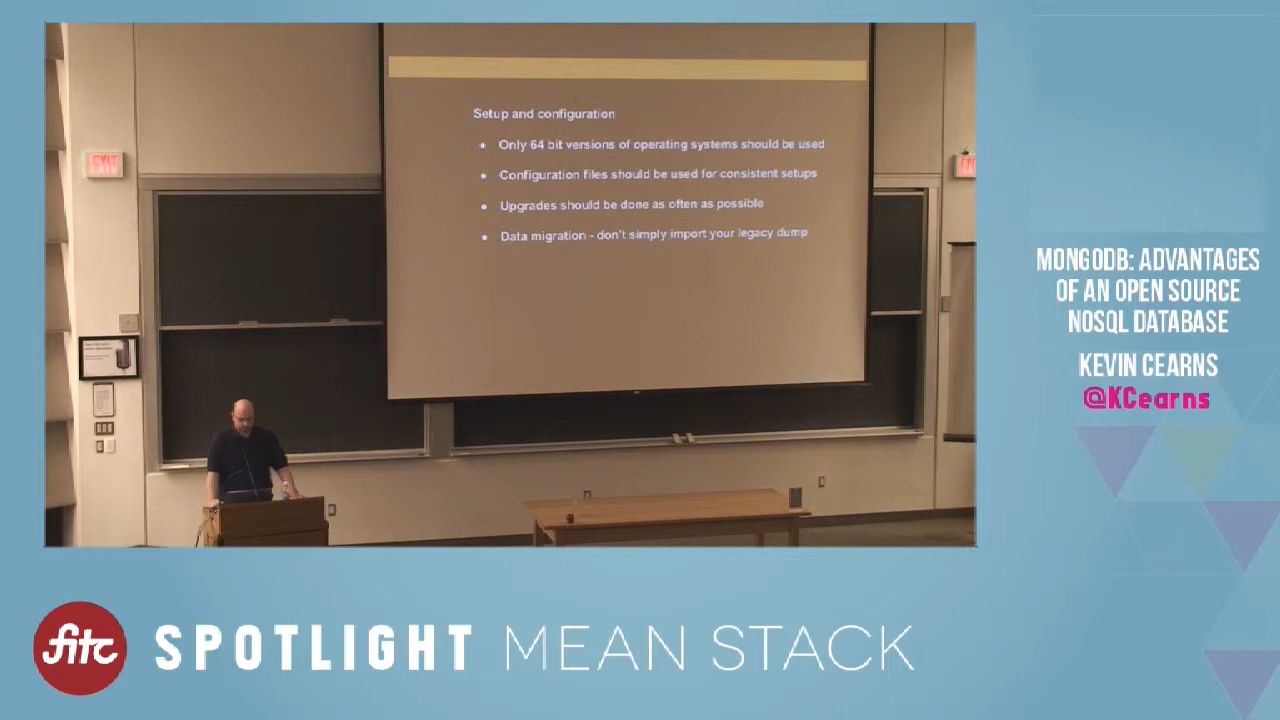 EXIT
EXIT
Setup and configuration
• Only 64 bit versions of operating systems should be used
• Configuration files should be used for consistent setups
• Upgrades should be done as often as possible
• Data migration - don't simply import your legacy dump
MONGODB: ADVANTAGES
OF AN OPEN SOURCE
NOSQL DATABASE
KEVIN CEARNS
@KCearns
fitc SPOTLIGHT MEAN STACK